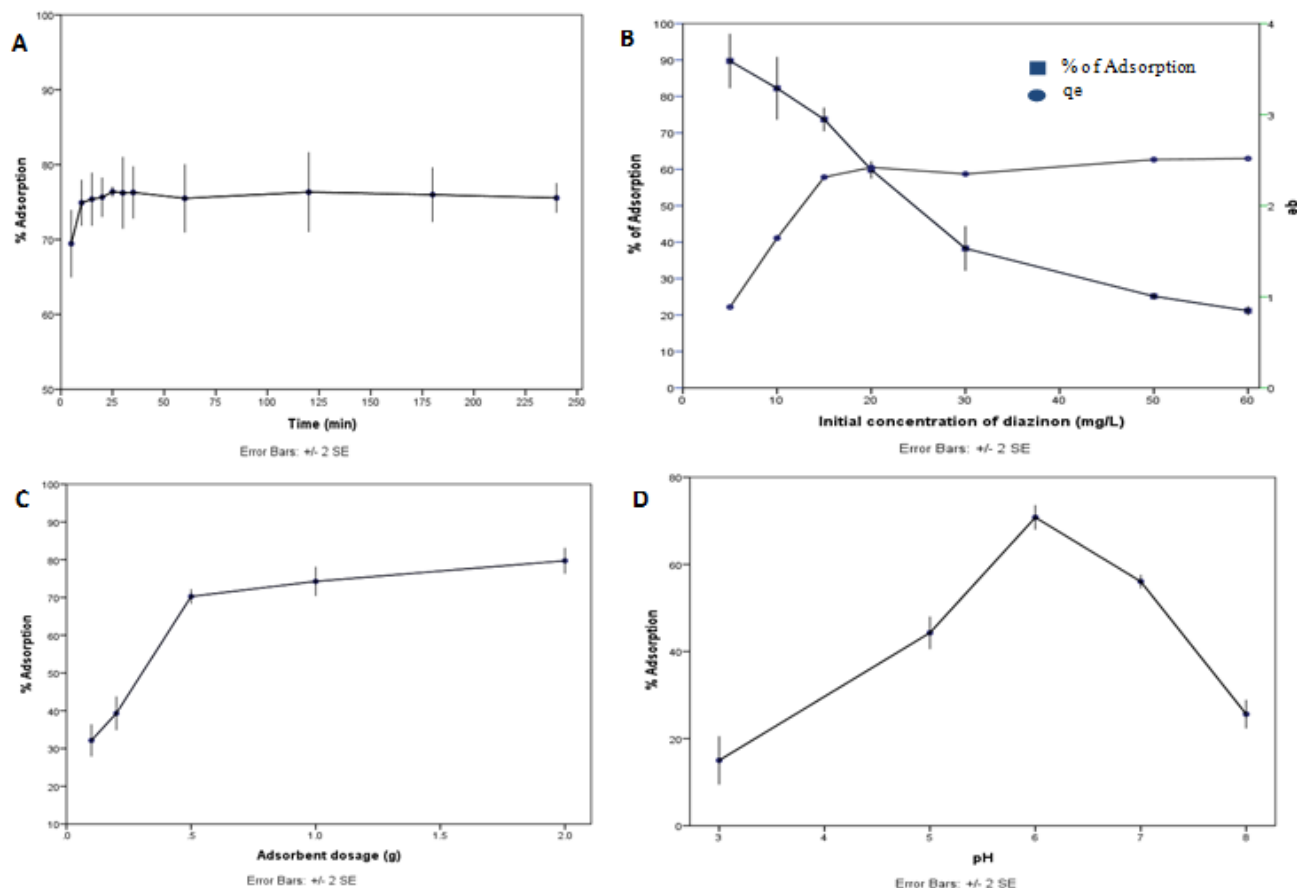 A
100
90
80
70
60
50
% Adsorption
0 25 50 75 100 125 150 175 200 225 250
Time (min)
Error Bars: +/- 2 SE
B
100
90
80
70
60
50
40
30
20
10
0
% of Adsorption
% of Adsorption
qe
4
3
2
1
0
qe
0 10 20 30 40 50 60
Initial concentration of diazinon (mg/L)
Error Bars: +/- 2 SE
C
100
90
80
70
60
50
40
30
20
10
% Adsorption
.0 .5 1.0 1.5 2.0
Adsorbent dosage (g)
Error Bars: +/- 2 SE
D
80
60
40
20
0
% Adsorption
3 4 5 6 7 8
pH
Error Bars: +/- 2 SE